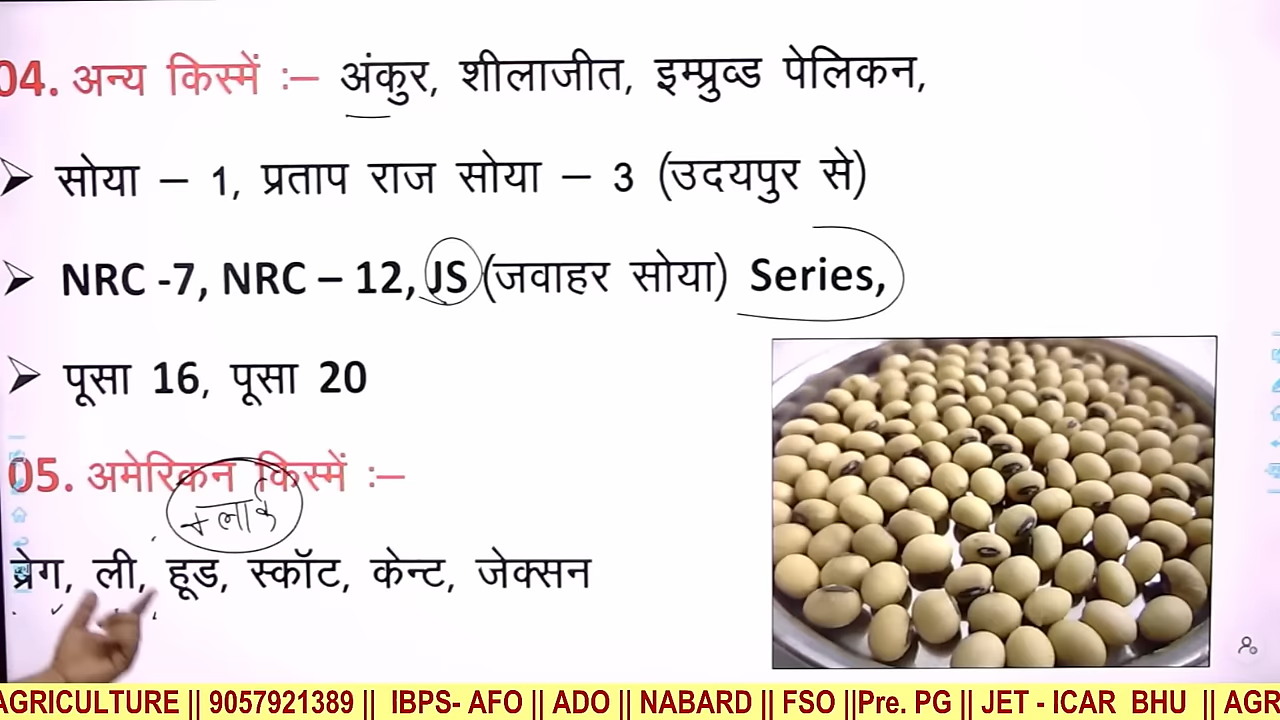 04. अन्य किस्में :– अंकुर, शीलाजीत, इम्प्रुव्ड पेलिकन,
➤ सोया – 1, प्रताप राज सोया – 3 (उदयपुर से)
➤ NRC -7, NRC – 12, JS (जवाहर सोया) Series,
➤ पूसा 16, पूसा 20
05. अमेरिकन किस्में :–
ब्रेग, ली, हूड, स्कॉट, केन्ट, जेक्सन
AGRICULTURE || 9057921389 || IBPS- AFO || ADO || NABARD || FSO ||Pre. PG || JET - ICAR BHU || AGR